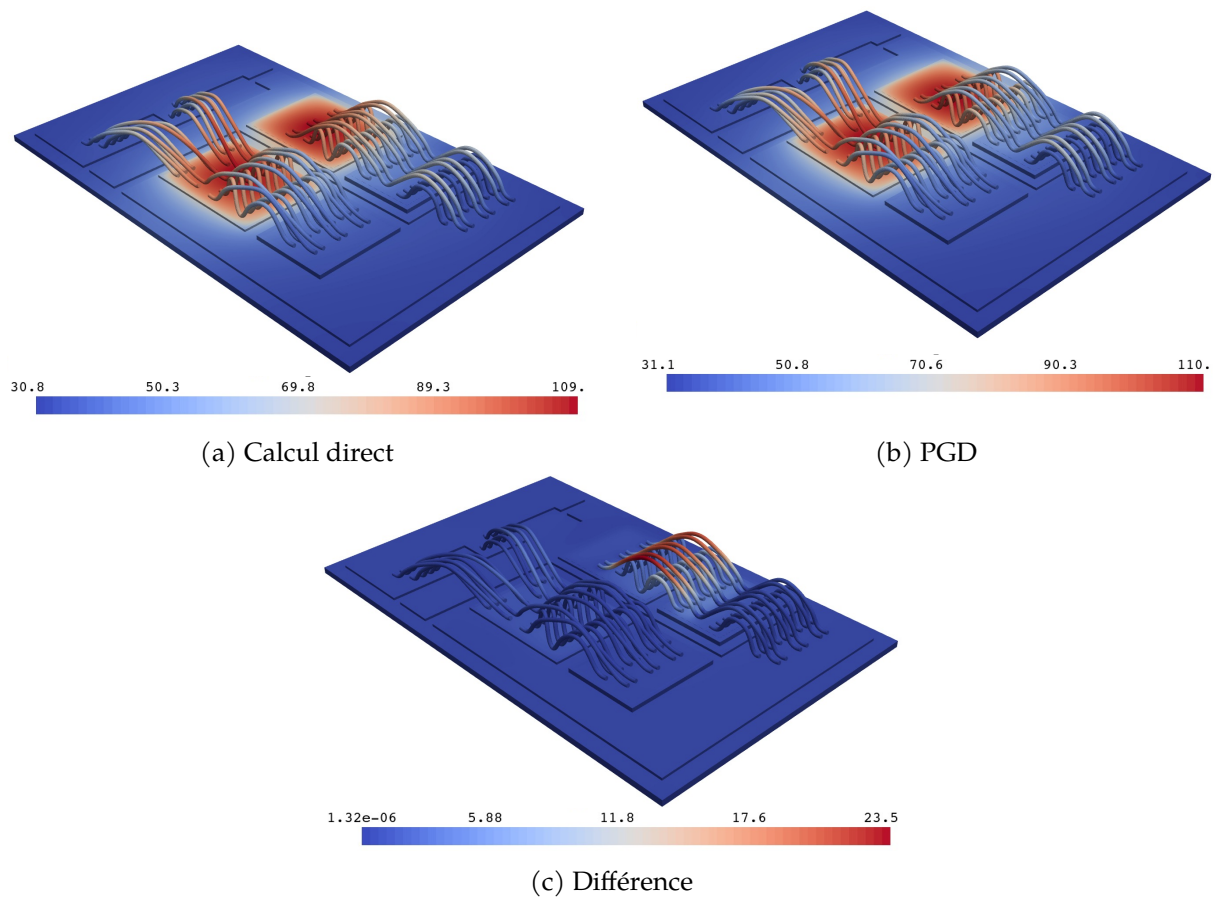 30.8 50.3 69.8 89.3 109.
31.1 50.8 70.6 90.3 110.
(a) Calcul direct
(b) PGD
1.32e-06 5.88 11.8 17.6 23.5
(c) Différence